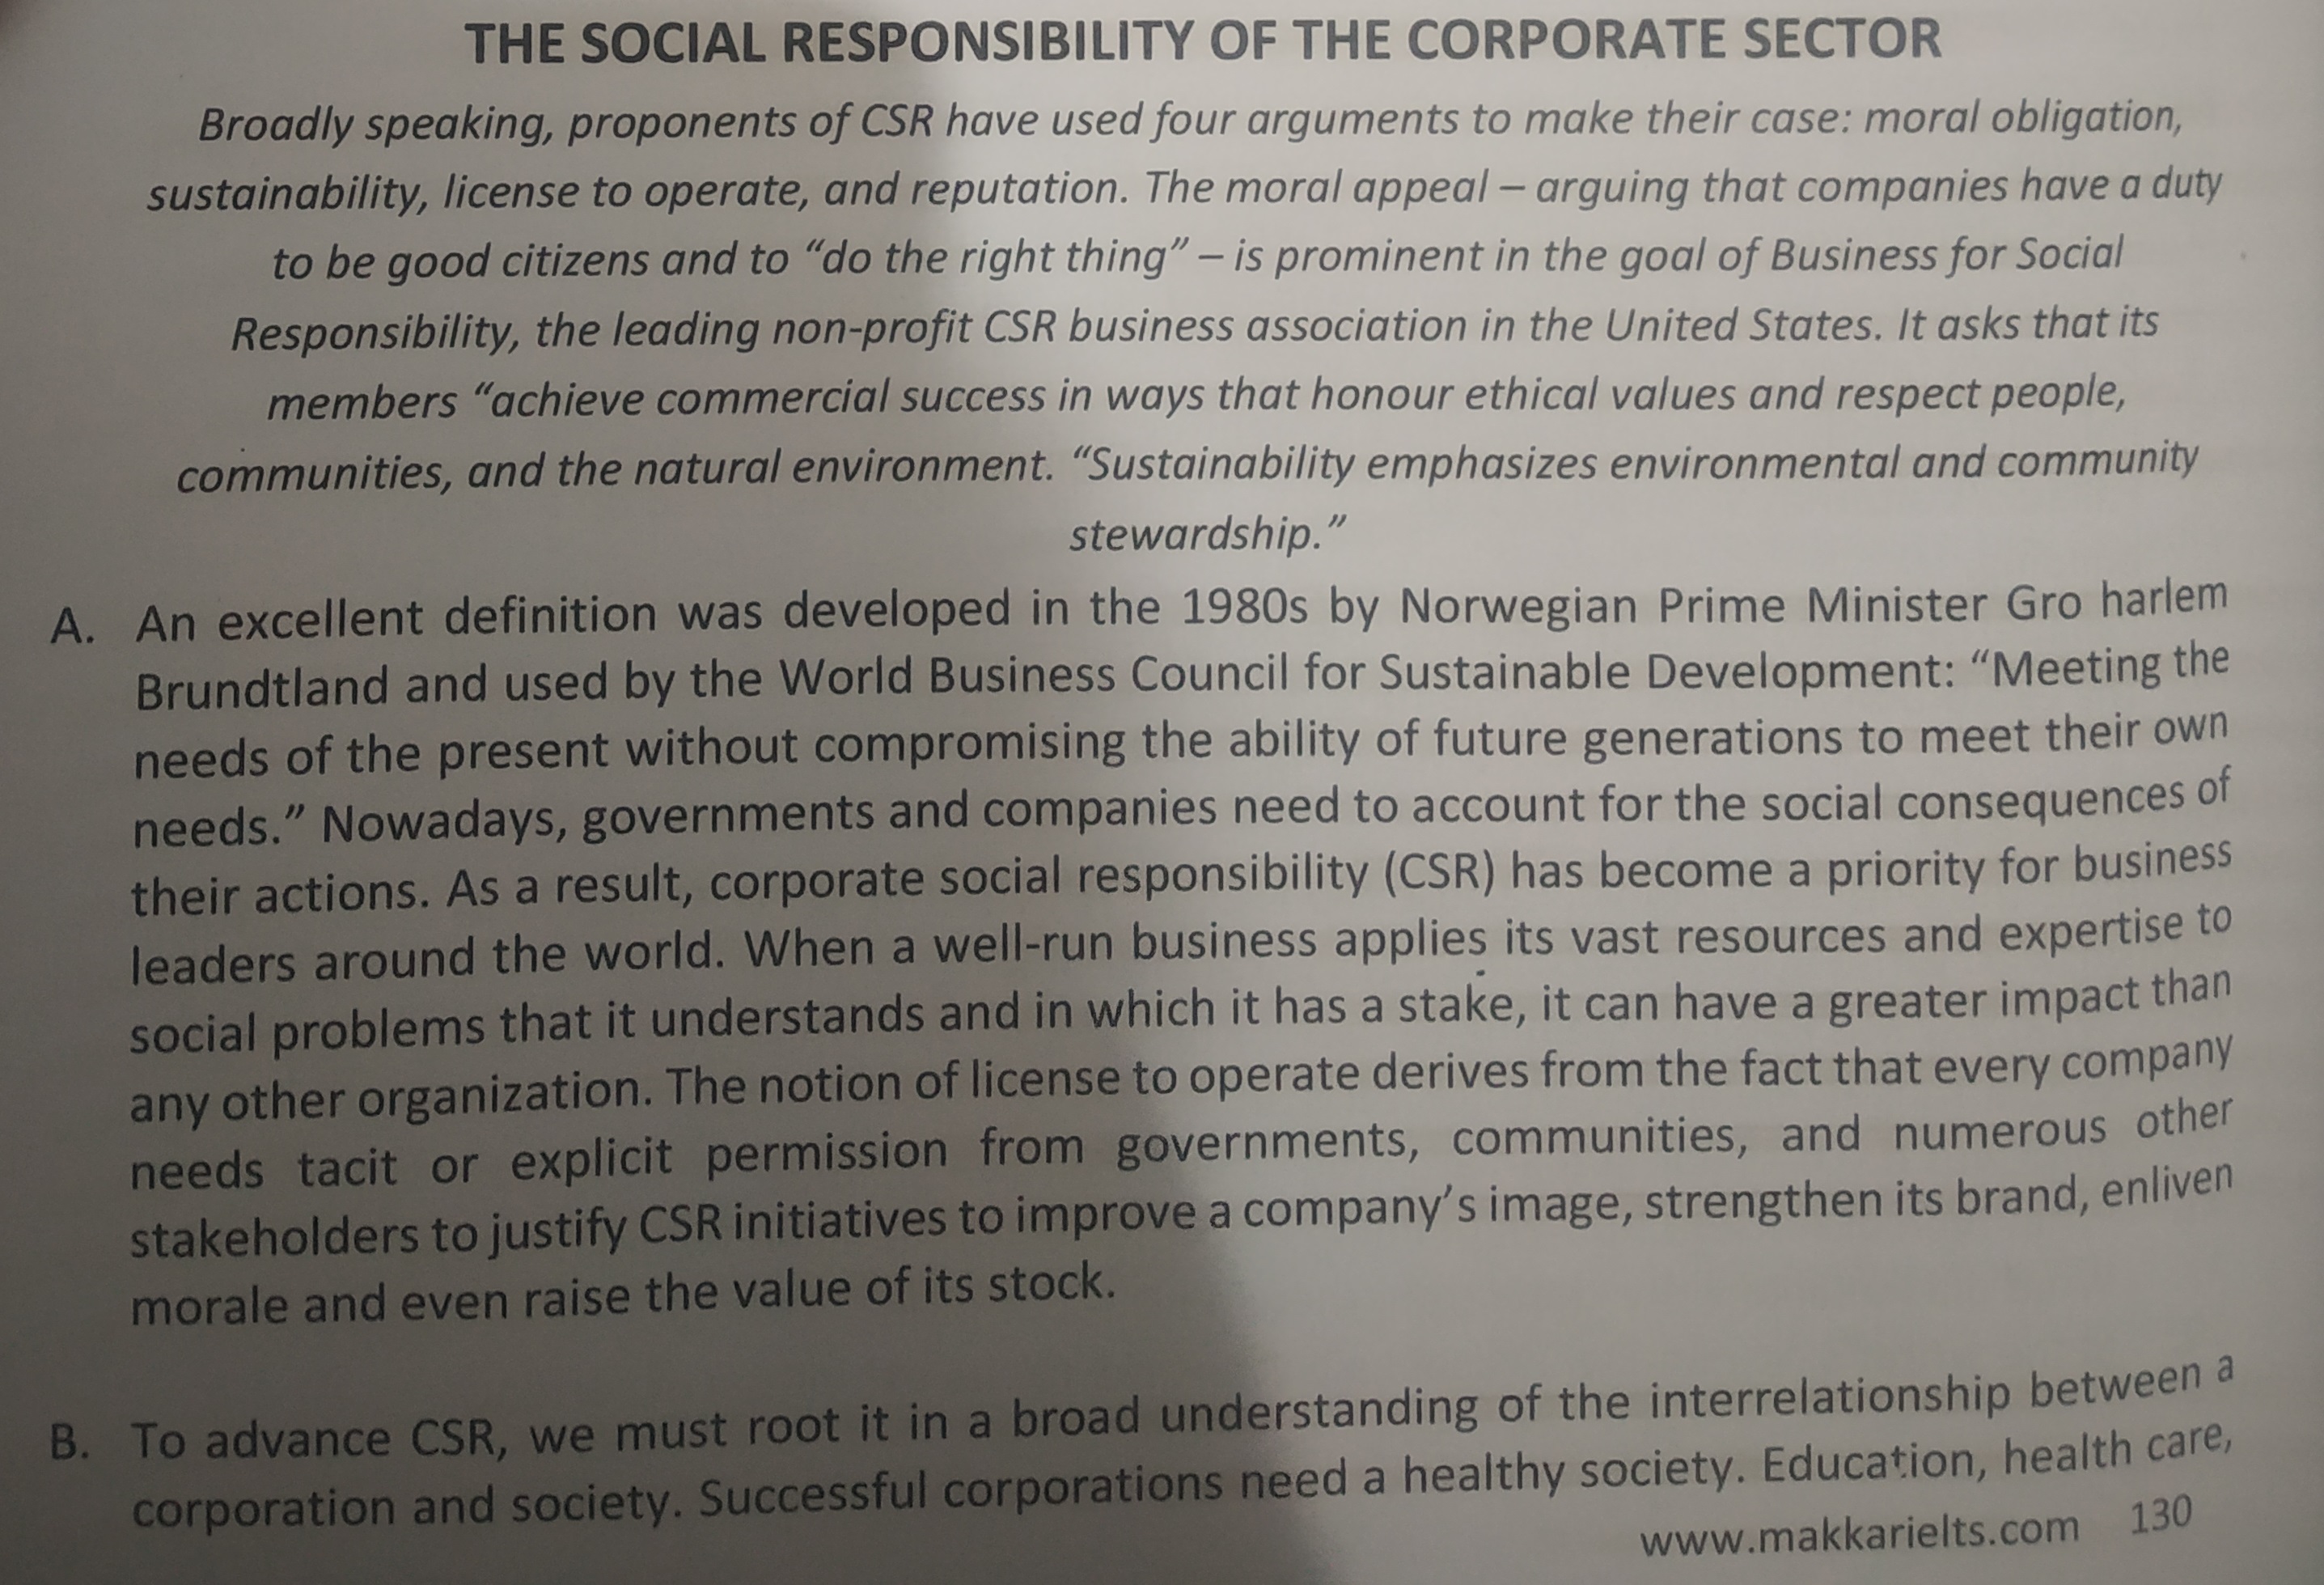 THE SOCIAL RESPONSIBILITY OF THE CORPORATE SECTOR
Broadly speaking, proponents of CSR have used four arguments to make their case: moral obligation,
sustainability, license to operate, and reputation. The moral appeal – arguing that companies have a duty
to be good citizens and to “do the right thing” – is prominent in the goal of Business for Social
Responsibility, the leading non-profit CSR business association in the United States. It asks that its
members “achieve commercial success in ways that honour ethical values and respect people,
communities, and the natural environment. “Sustainability emphasizes environmental and community
stewardship.”
A. An excellent definition was developed in the 1980s by Norwegian Prime Minister Gro harlem
Brundtland and used by the World Business Council for Sustainable Development: “Meeting the
needs of the present without compromising the ability of future generations to meet their own
needs.” Nowadays, governments and companies need to account for the social consequences of
their actions. As a result, corporate social responsibility (CSR) has become a priority for business
leaders around the world. When a well-run business applies its vast resources and expertise to
social problems that it understands and in which it has a stake, it can have a greater impact than
any other organization. The notion of license to operate derives from the fact that every company
needs tacit or explicit permission from governments, communities, and numerous other
stakeholders to justify CSR initiatives to improve a company’s image, strengthen its brand, enliven
morale and even raise the value of its stock.
B. To advance CSR, we must root it in a broad understanding of the interrelationship between a
corporation and society. Successful corporations need a healthy society. Education, health care,
www.makkarielts.com 130